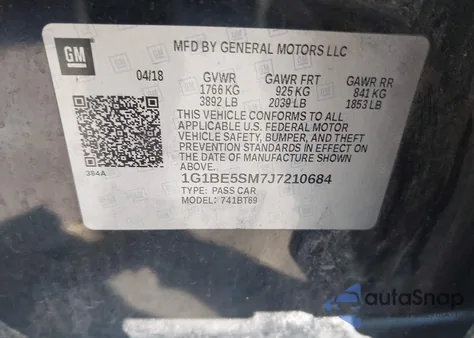 GM
MFD BY GENERAL MOTORS LLC
04/18 GVWR GAWR FRT GAWR RR
1766 KG 925 KG 841 KG
3892 LB 2039 LB 1853 LB
THIS VEHICLE CONFORMS TO ALL
APPLICABLE U.S. FEDERAL MOTOR
VEHICLE SAFETY, BUMPER, AND THEFT
PREVENTION STANDARDS IN EFFECT ON
THE DATE OF MANUFACTURE SHOWN
ABOVE.
384A
1G1BE5SM7J7210684
TYPE: PASS CAR
MODEL: 741BT69
autoSnap